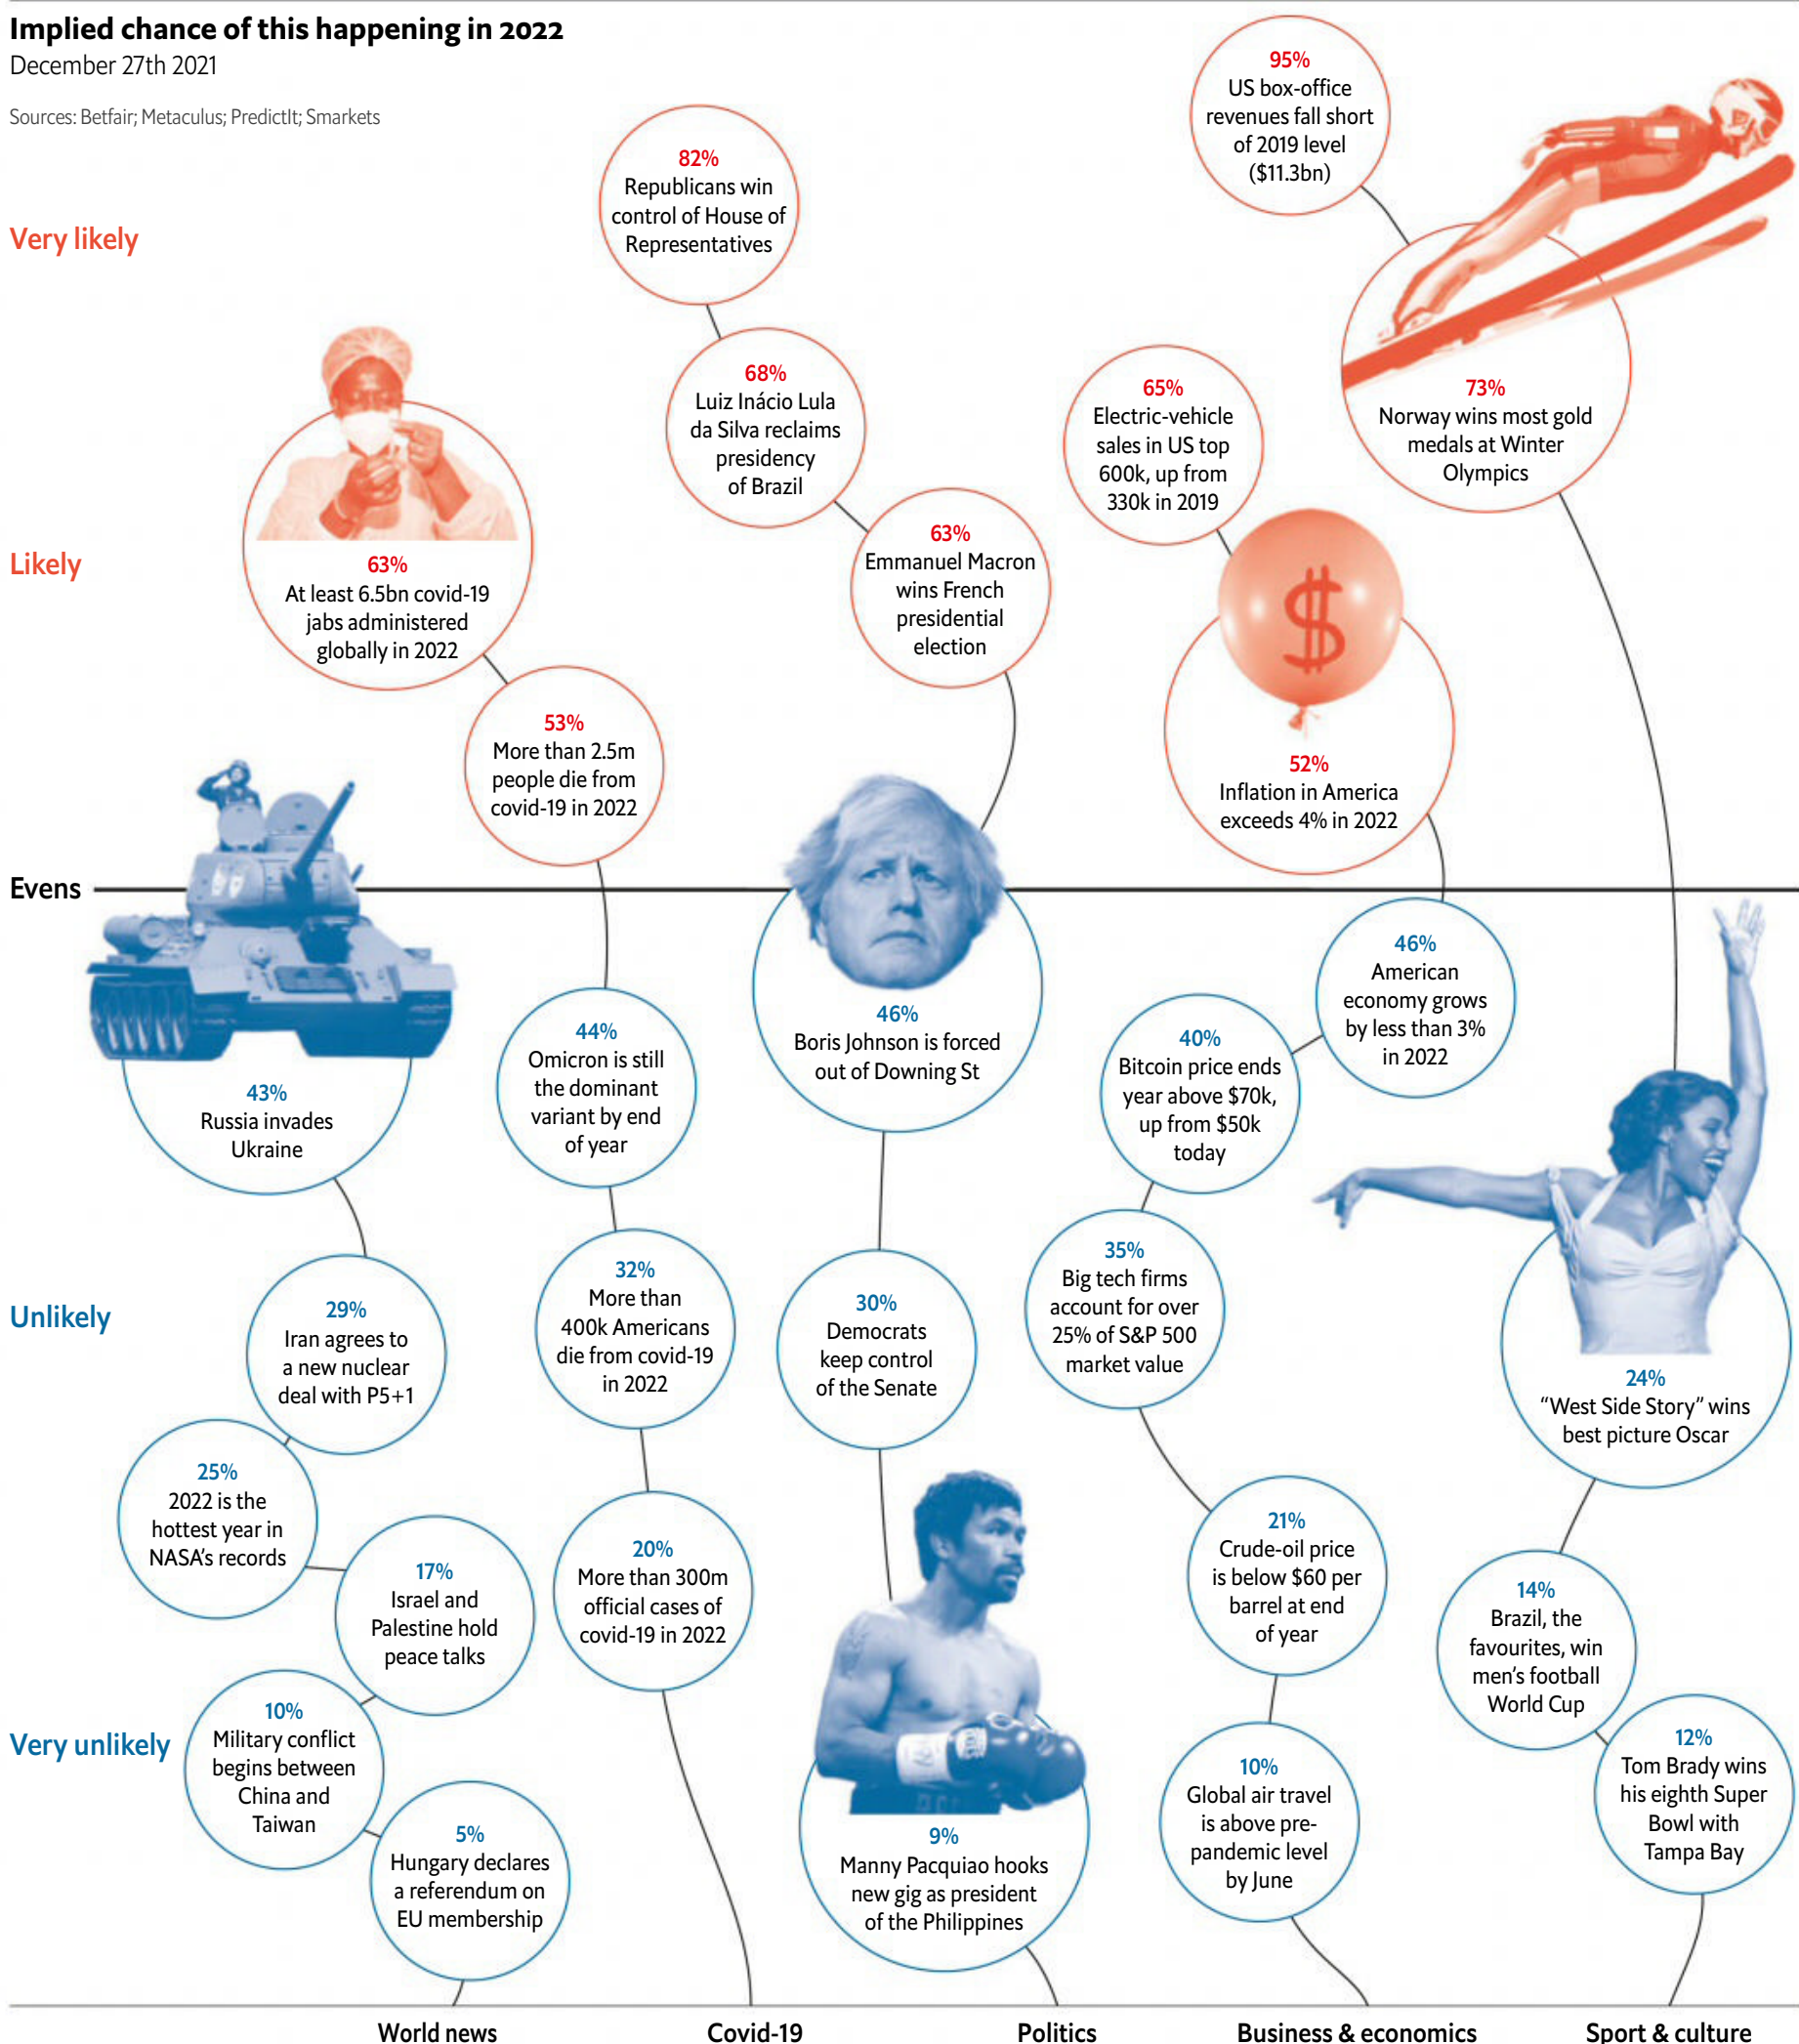 Implied chance of this happening in 2022
December 27th 2021
Sources: Betfair; Metaculus; PredictIt; Smarkets
95%
US box-office
revenues fall short
of 2019 level
($11.3bn)
82%
Republicans win
control of House of
Representatives
Very likely
68%
Luiz Inácio Lula
da Silva reclaims
presidency
of Brazil
65%
Electric-vehicle
sales in US top
600k, up from
330k in 2019
73%
Norway wins most gold
medals at Winter
Olympics
Likely
63%
At least 6.5bn covid-19
jabs administered
globally in 2022
63%
Emmanuel Macron
wins French
presidential
election
$
53%
More than 2.5m
people die from
covid-19 in 2022
52%
Inflation in America
exceeds 4% in 2022
Evens
43%
Russia invades
Ukraine
44%
Omicron is still
the dominant
variant by end
of year
46%
Boris Johnson is forced
out of Downing St
40%
Bitcoin price ends
year above $70k,
up from $50k
today
46%
American
economy grows
by less than 3%
in 2022
Unlikely
29%
Iran agrees to
a new nuclear
deal with P5+1
32%
More than
400k Americans
die from covid-19
in 2022
30%
Democrats
keep control
of the Senate
35%
Big tech firms
account for over
25% of S&P 500
market value
24%
“West Side Story” wins
best picture Oscar
25%
2022 is the
hottest year in
NASA’s records
17%
Israel and
Palestine hold
peace talks
20%
More than 300m
official cases of
covid-19 in 2022
21%
Crude-oil price
is below $60 per
barrel at end
of year
14%
Brazil, the
favourites, win
men’s football
World Cup
Very unlikely
10%
Military conflict
begins between
China and
Taiwan
5%
Hungary declares
a referendum on
EU membership
9%
Manny Pacquiao hooks
new gig as president
of the Philippines
10%
Global air travel
is above pre-
pandemic level
by June
12%
Tom Brady wins
his eighth Super
Bowl with
Tampa Bay
World news
Covid-19
Politics
Business & economics
Sport & culture